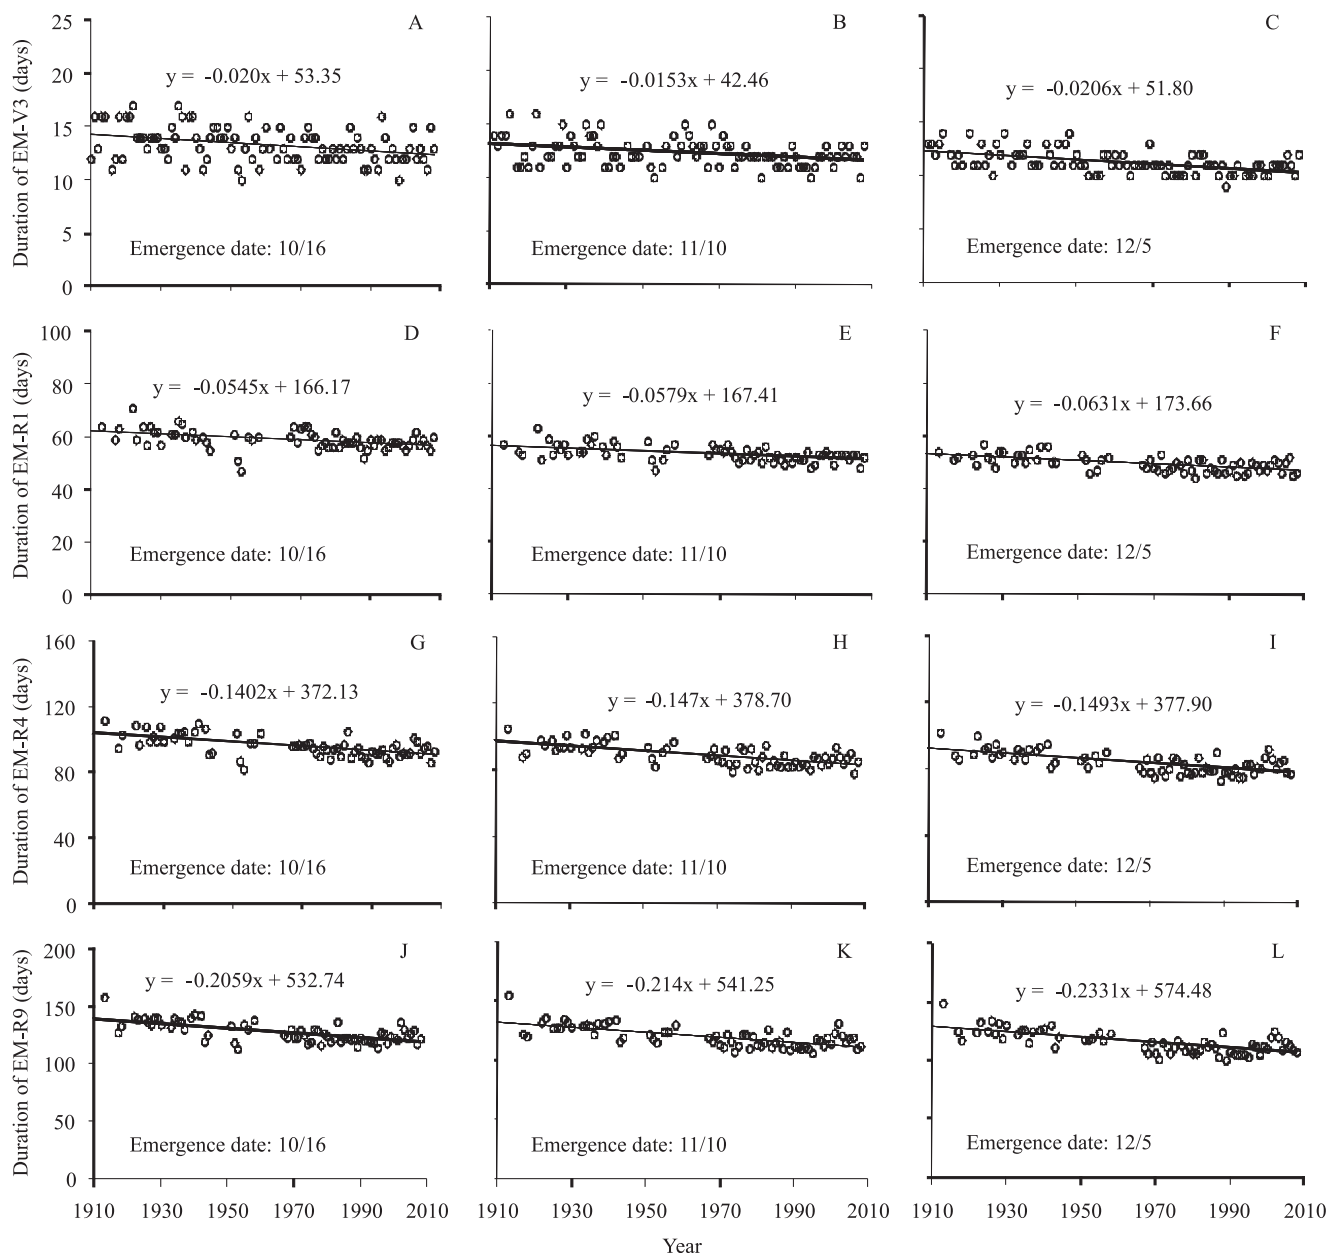 A
B
C
Duration of EM-V3 (days)
25
20
15
10
5
0
y = -0.020x + 53.35
y = -0.0153x + 42.46
y = -0.0206x + 51.80
Emergence date: 10/16
Emergence date: 11/10
Emergence date: 12/5
1910
1930
1950
1970
1990
2010
D
E
F
Duration of EM-R1 (days)
100
80
60
40
20
0
y = -0.0545x + 166.17
y = -0.0579x + 167.41
y = -0.0631x + 173.66
Emergence date: 10/16
Emergence date: 11/10
Emergence date: 12/5
G
H
I
Duration of EM-R4 (days)
160
120
80
40
0
y = -0.1402x + 372.13
y = -0.147x + 378.70
y = -0.1493x + 377.90
Emergence date: 10/16
Emergence date: 11/10
Emergence date: 12/5
J
K
L
Duration of EM-R9 (days)
200
150
100
50
0
y = -0.2059x + 532.74
y = -0.214x + 541.25
y = -0.2331x + 574.48
Emergence date: 10/16
Emergence date: 11/10
Emergence date: 12/5
1910 1930 1950 1970 1990 2010
1910 1930 1950 1970 1990 2010
1910 1930 1950 1970 1990 2010
Year